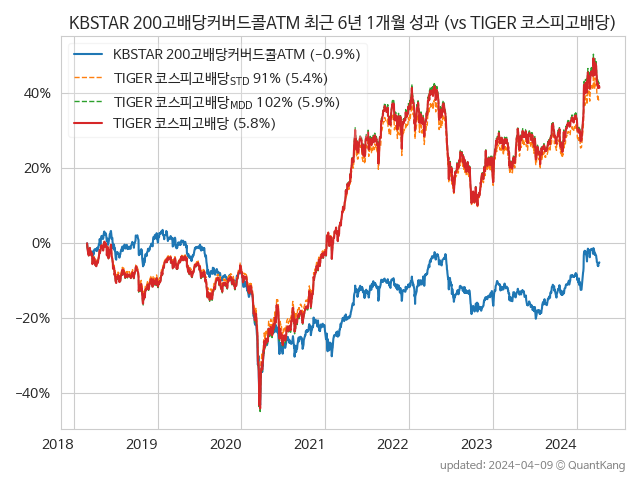 KBSTAR 200고배당커버드콜ATM 최근 6년 1개월 성과 (vs TIGER 코스피고배당)
KBSTAR 200고배당커버드콜ATM (−0.9%)
TIGER 코스피고배당STD 91% (5.4%)
TIGER 코스피고배당MDD 102% (5.9%)
TIGER 코스피고배당 (5.8%)
40%
20%
0%
−20%
−40%
2018 2019 2020 2021 2022 2023 2024
updated: 2024-04-09 © QuantKang